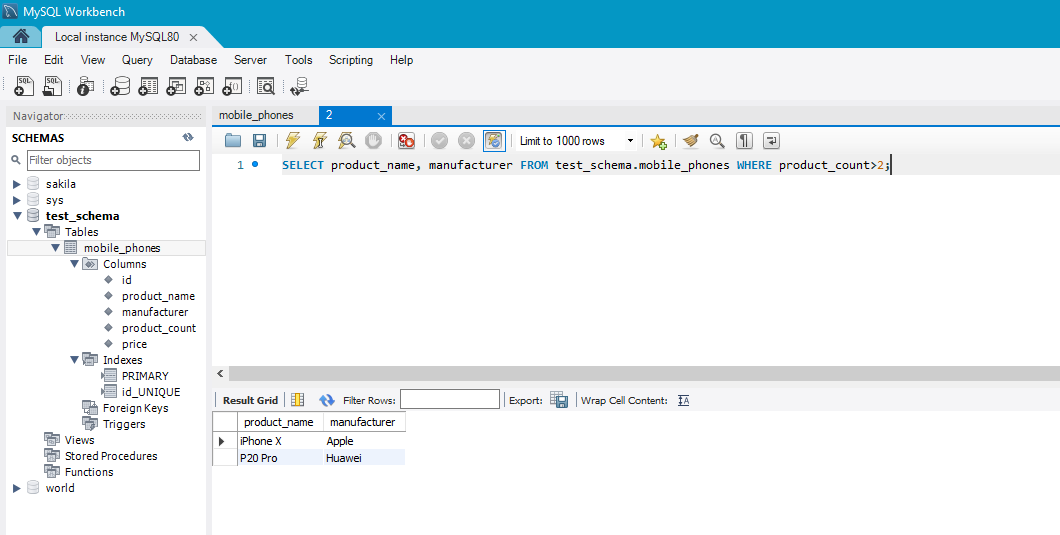 MySQL Workbench
Local instance MySQL80
File Edit View Query Database Server Tools Scripting Help
SQL SQL
Navigator
SCHEMAS
Filter objects
sakila
sys
test_schema
Tables
mobile_phones
Columns
id
product_name
manufacturer
product_count
price
Indexes
PRIMARY
id_UNIQUE
Foreign Keys
Triggers
Views
Stored Procedures
Functions
world
mobile_phones 2
Limit to 1000 rows
1 SELECT product_name, manufacturer FROM test_schema.mobile_phones WHERE product_count>2;
Result Grid Filter Rows: Export: Wrap Cell Content: IA
product_name manufacturer
iPhone X Apple
P20 Pro Huawei